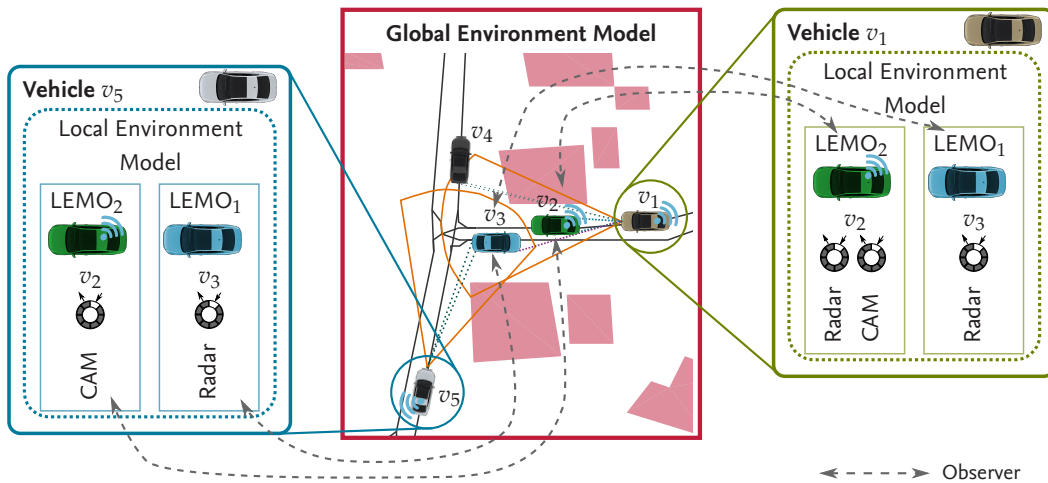 Global Environment Model
Vehicle v5
Local Environment
Model
LEMO2
LEMO1
v2
v3
CAM
Radar
v4
v3
v2
v1
v5
Vehicle v1
Local Environment
Model
LEMO2
LEMO1
v2
v3
Radar
CAM
Radar
Observer